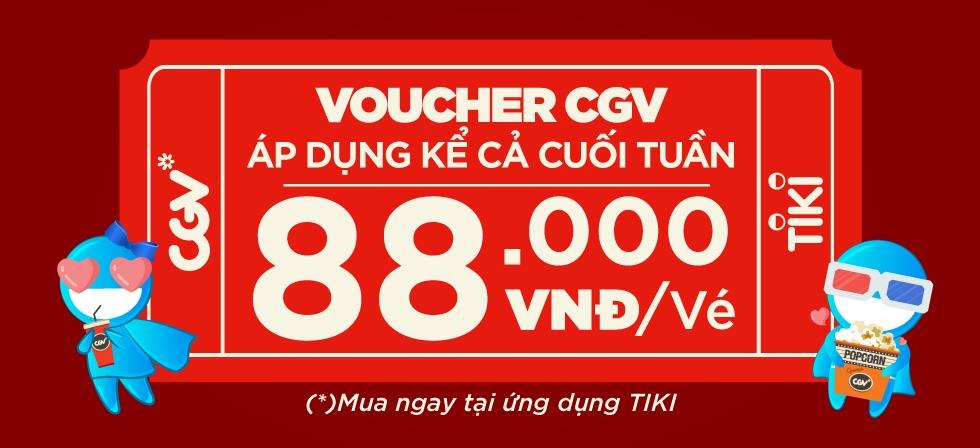 VOUCHER CGV
ÁP DỤNG KỂ CẢ CUỐI TUẦN
88.000
VNĐ/Vé
CGV*
TIKI
CGV
POPCORN
CGV
(*)Mua ngay tại ứng dụng TIKI